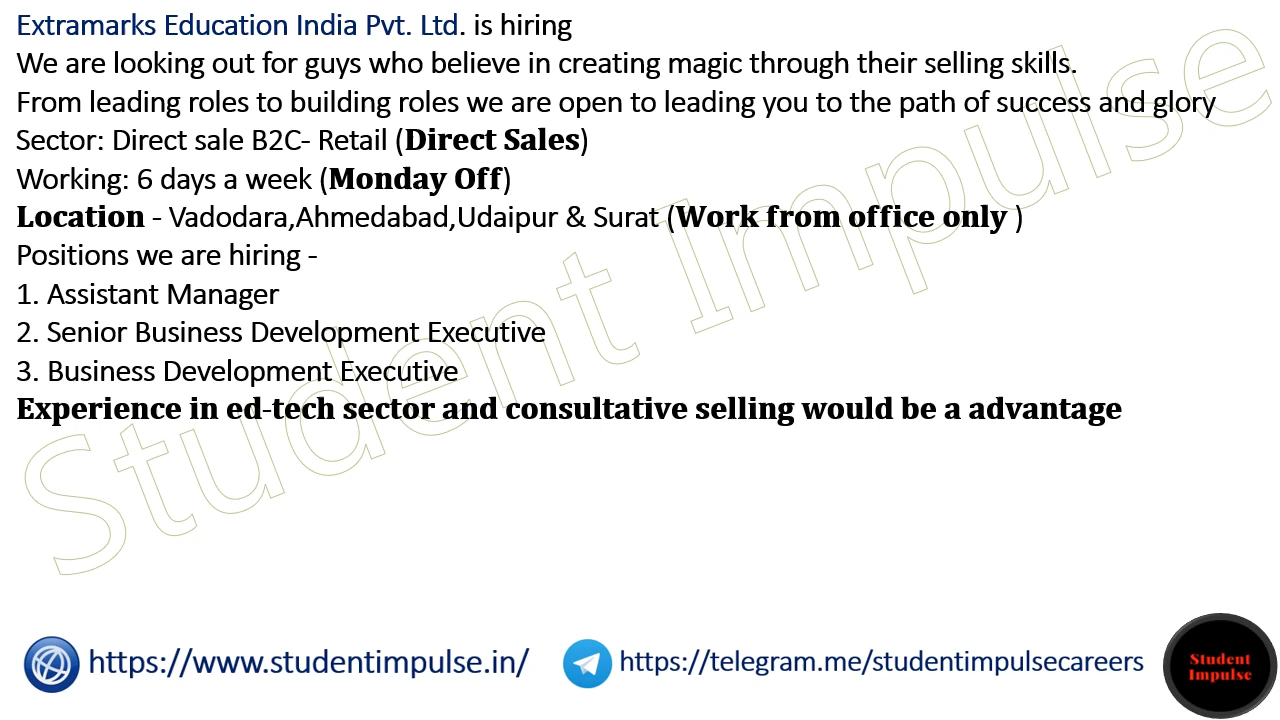 Extramarks Education India Pvt. Ltd. is hiring
We are looking out for guys who believe in creating magic through their selling skills.
From leading roles to building roles we are open to leading you to the path of success and glory
Sector: Direct sale B2C- Retail (Direct Sales)
Working: 6 days a week (Monday Off)
Location - Vadodara,Ahmedabad,Udaipur & Surat (Work from office only )
Positions we are hiring -
1. Assistant Manager
2. Senior Business Development Executive
3. Business Development Executive
Experience in ed-tech sector and consultative selling would be a advantage
Student Impulse
https://www.studentimpulse.in/
https://telegram.me/studentimpulsecareers
Student
Impulse